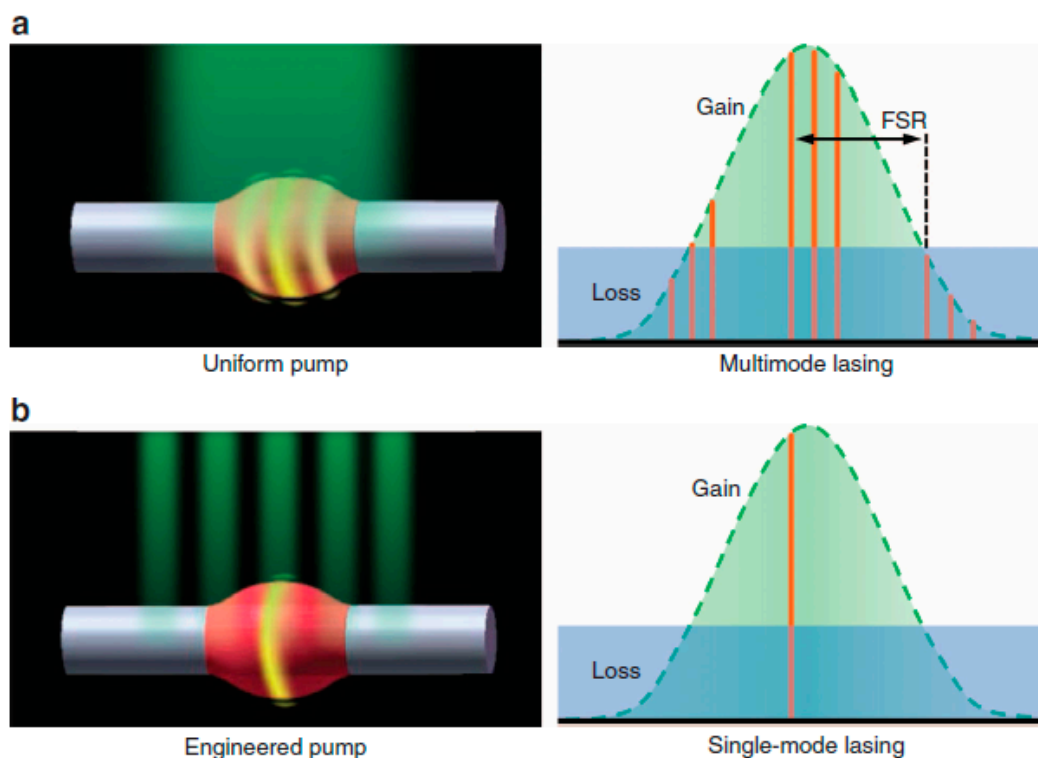 a
Gain
FSR
Loss
Uniform pump
Multimode lasing
b
Gain
Loss
Engineered pump
Single-mode lasing